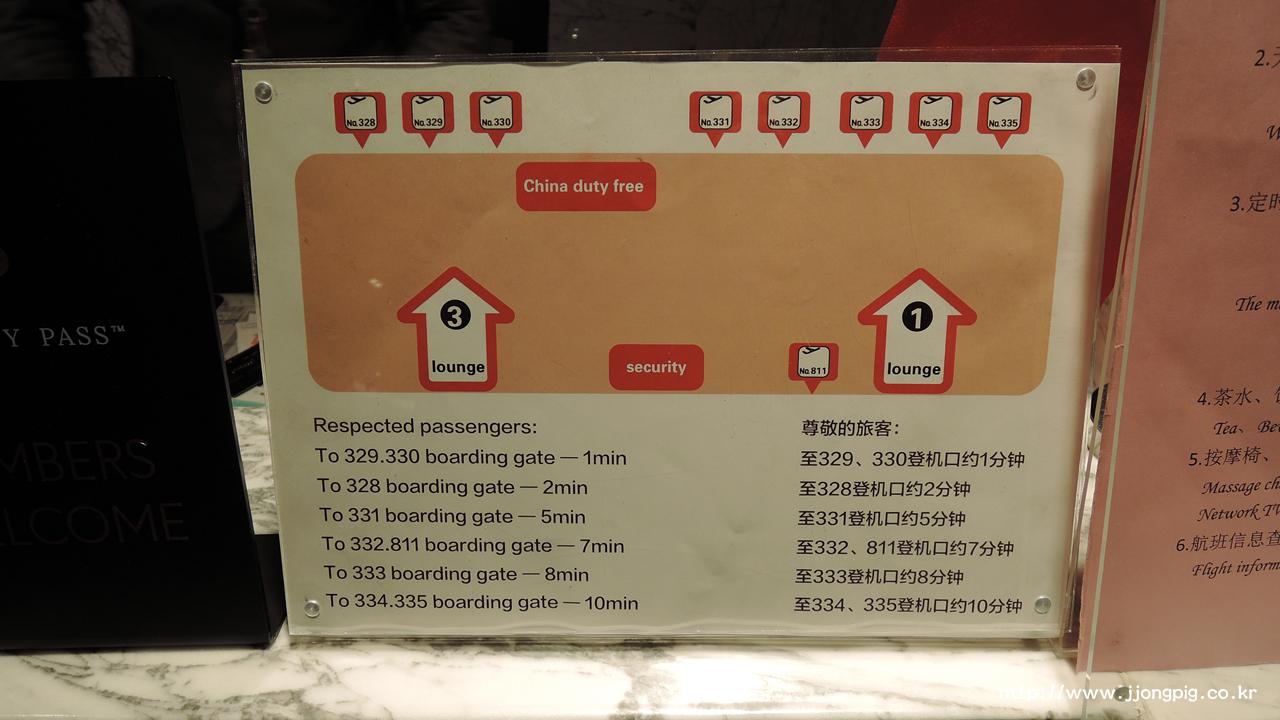 No.328 No.329 No.330 No.331 No.332 No.333 No.334 No.335
China duty free
3 lounge
security
No.811
1 lounge
Respected passengers:
To 329.330 boarding gate — 1min
To 328 boarding gate — 2min
To 331 boarding gate — 5min
To 332.811 boarding gate — 7min
To 333 boarding gate — 8min
To 334.335 boarding gate — 10min
尊敬的旅客：
至329、330登机口约1分钟
至328登机口约2分钟
至331登机口约5分钟
至332、811登机口约7分钟
至333登机口约8分钟
至334、335登机口约10分钟
Y PASS™
MBERS
LCOME
2.
3.定时
The m
4.茶水、
Tea、 Be
5.按摩椅、
Massage ch
Network T
6.航班信息查
Flight inform
http://www.jjongpig.co.kr